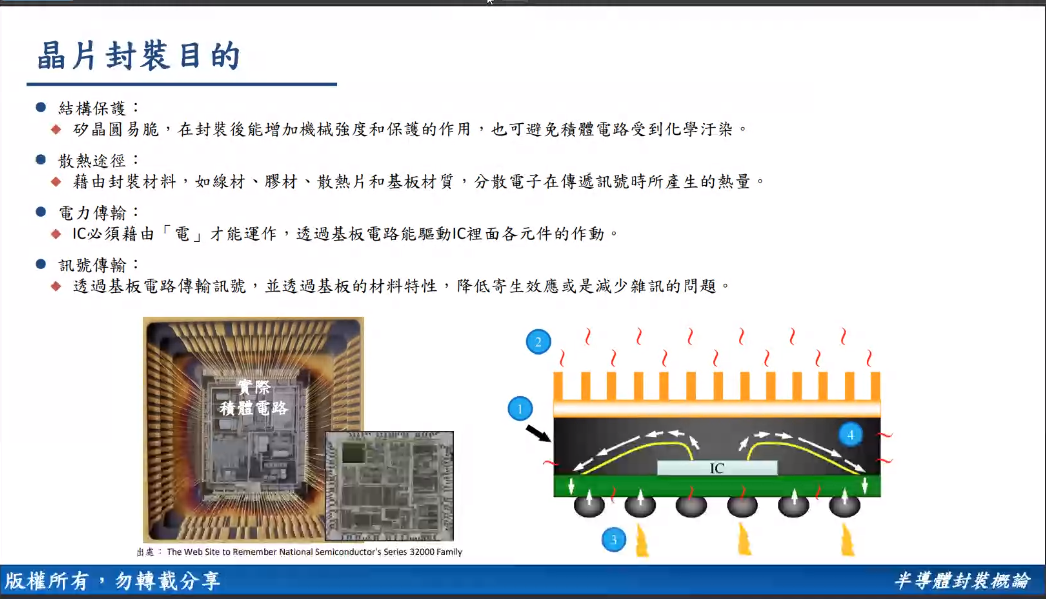 晶片封裝目的
結構保護：
矽晶圓易脆，在封裝後能增加機械強度和保護的作用，也可避免積體電路受到化學汙染。
散熱途徑：
藉由封裝材料，如線材、膠材、散熱片和基板材質，分散電子在傳遞訊號時所產生的熱量。
電力傳輸：
IC必須藉由「電」才能運作，透過基板電路能驅動IC裡面各元件的作動。
訊號傳輸：
透過基板電路傳輸訊號，並透過基板的材料特性，降低寄生效應或是減少雜訊的問題。
實際
積體電路
出處： The Web Site to Remember National Semiconductor's Series 32000 Family
2
1
4
IC
3
版權所有，勿轉載分享
半導體封裝概論